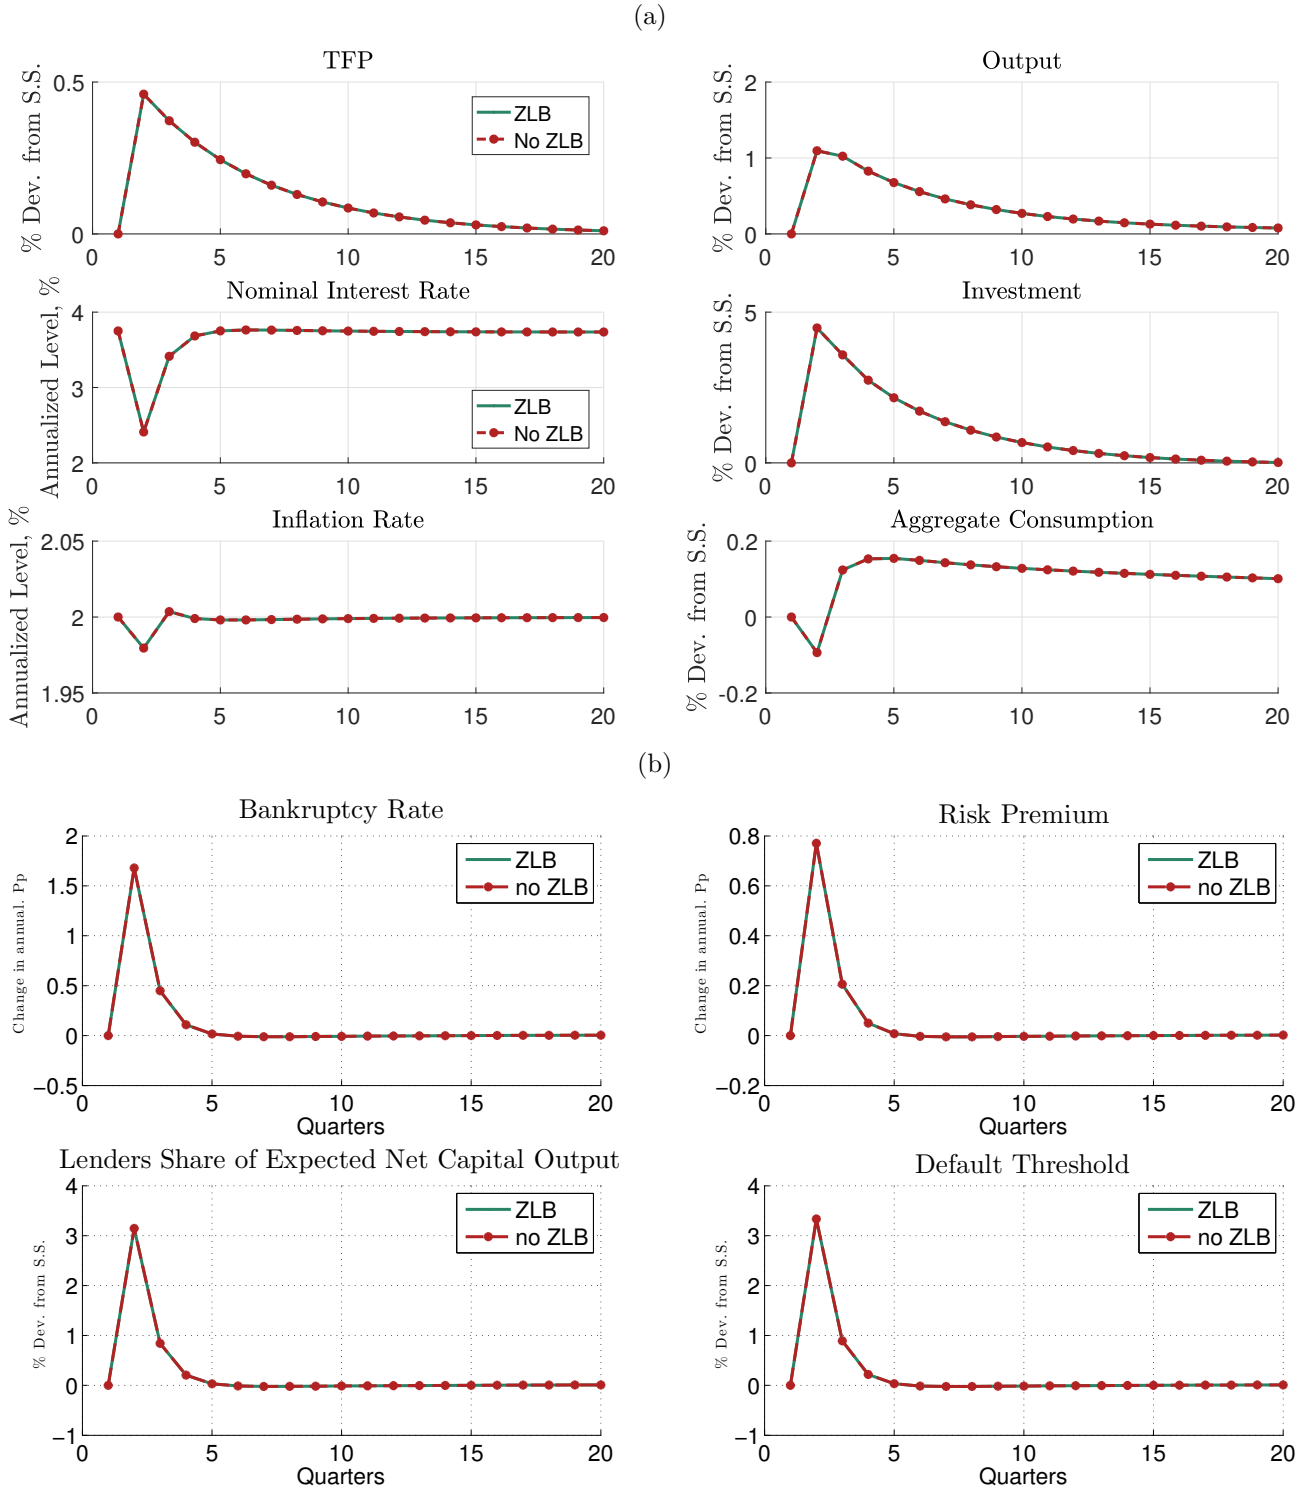 (a)
TFP
% Dev. from S.S.
0.5
0
0 5 10 15 20
ZLB
No ZLB
Output
% Dev. from S.S.
2
1
0
0 5 10 15 20
Nominal Interest Rate
Annualized Level, %
4
3
2
0 5 10 15 20
ZLB
No ZLB
Investment
% Dev. from S.S.
5
0
0 5 10 15 20
Inflation Rate
Annualized Level, %
2.05
2
1.95
0 5 10 15 20
Aggregate Consumption
% Dev. from S.S.
0.2
0
-0.2
0 5 10 15 20
(b)
Bankruptcy Rate
Change in annual. Pp
2
1.5
1
0.5
0
−0.5
0 5 10 15 20
Quarters
ZLB
no ZLB
Risk Premium
Change in annual. Pp
0.8
0.6
0.4
0.2
0
−0.2
0 5 10 15 20
Quarters
ZLB
no ZLB
Lenders Share of Expected Net Capital Output
% Dev. from S.S.
4
3
2
1
0
−1
0 5 10 15 20
Quarters
ZLB
no ZLB
Default Threshold
% Dev. from S.S.
4
3
2
1
0
−1
0 5 10 15 20
Quarters
ZLB
no ZLB